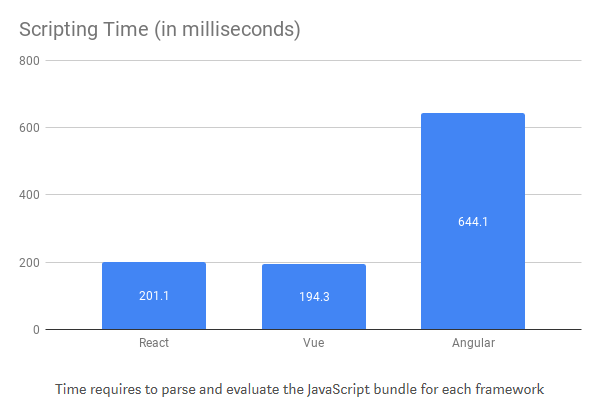 Scripting Time (in milliseconds)
800
600
400
200
0
201.1
194.3
644.1
React
Vue
Angular
Time requires to parse and evaluate the JavaScript bundle for each framework